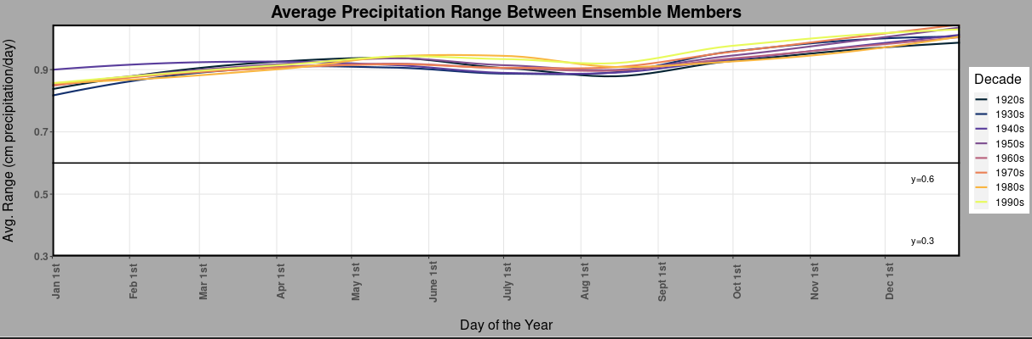 Average Precipitation Range Between Ensemble Members
Avg. Range (cm precipitation/day)
0.9
0.7
0.5
0.3
y=0.6
y=0.3
Jan 1st
Feb 1st
Mar 1st
Apr 1st
May 1st
June 1st
July 1st
Aug 1st
Sept 1st
Oct 1st
Nov 1st
Dec 1st
Day of the Year
Decade
1920s
1930s
1940s
1950s
1960s
1970s
1980s
1990s